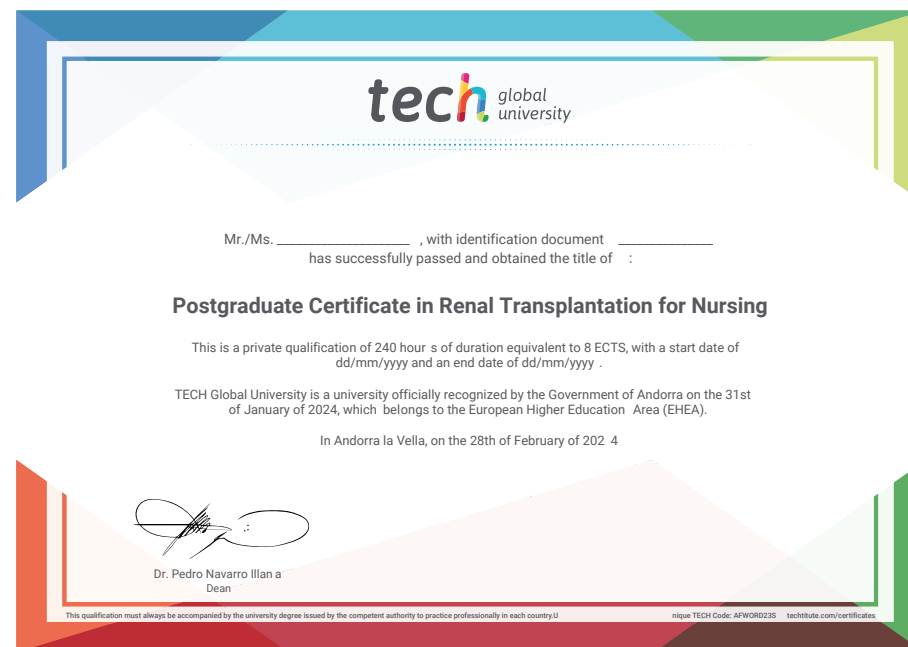 tech global
university
Mr./Ms. _____________________ , with identification document _______________
has successfully passed and obtained the title of :
Postgraduate Certificate in Renal Transplantation for Nursing
This is a private qualification of 240 hour s of duration equivalent to 8 ECTS, with a start date of
dd/mm/yyyy and an end date of dd/mm/yyyy .
TECH Global University is a university officially recognized by the Government of Andorra on the 31st
of January of 2024, which belongs to the European Higher Education Area (EHEA).
In Andorra la Vella, on the 28th of February of 202 4
Dr. Pedro Navarro Illan a
Dean
This qualification must always be accompanied by the university degree issued by the competent authority to practice professionally in each country.U nique TECH Code: AFWORD23S techtitute.com/certificates